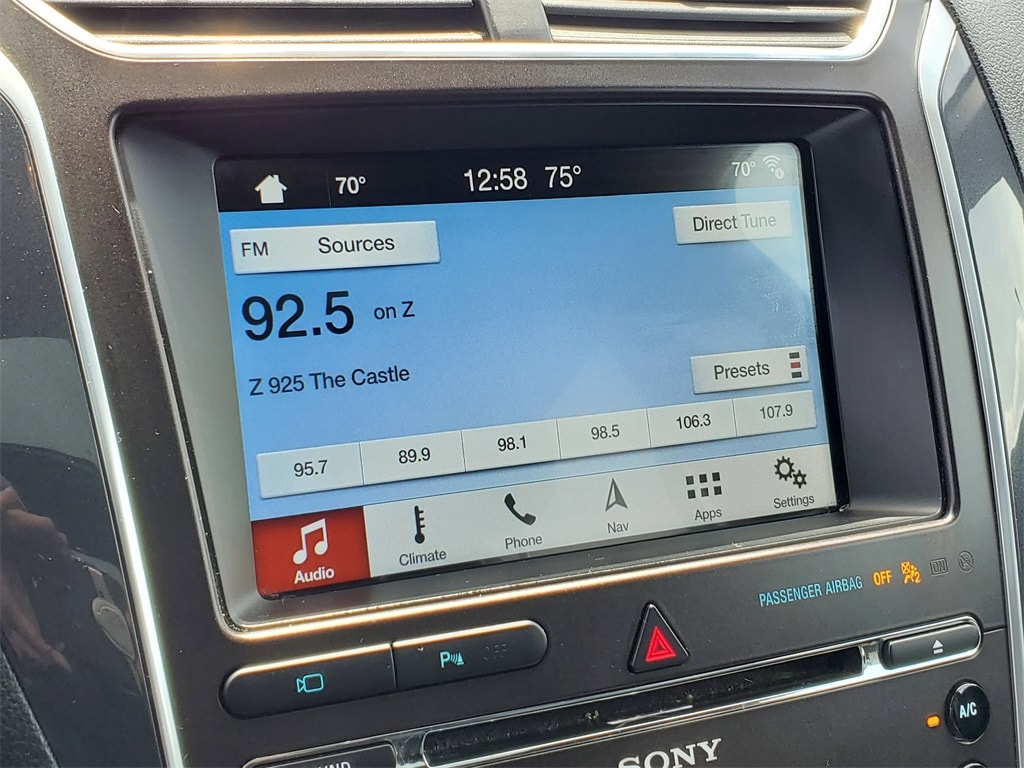 70° 12:58 75° 70°
FM Sources Direct Tune
92.5 on Z
Z 925 The Castle
Presets
95.7 89.9 98.1 98.5 106.3 107.9
Audio Climate Phone Nav Apps Settings
PASSENGER AIRBAG OFF 2 ON
P OFF
A/C
SONY